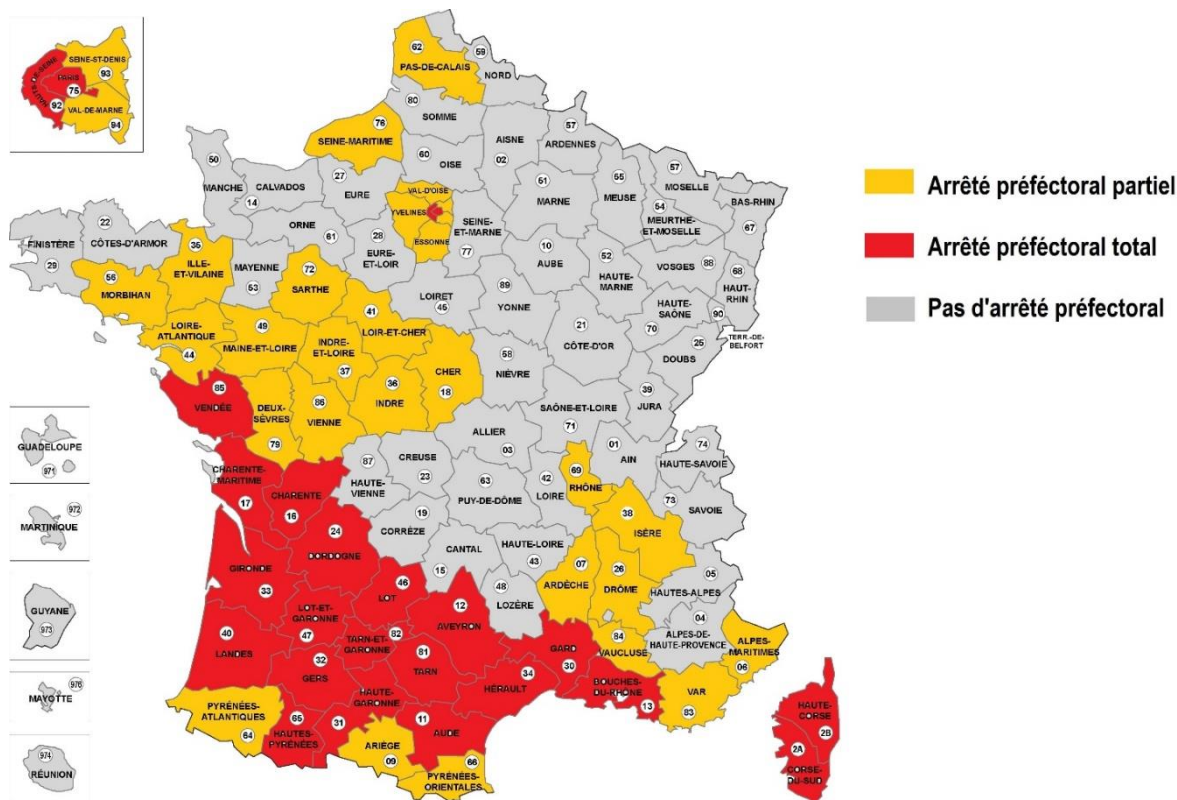 SEINE-ST-DENIS
93
HAUTS-DE-SEINE
PARIS
75
92
VAL-DE-MARNE
94
62
PAS-DE-CALAIS
59
NORD
80
SOMME
76
SEINE-MARITIME
AISNE
02
57
ARDENNES
60
OISE
50
MANCHE
CALVADOS
14
27
EURE
VAL-D'OISE
YVELINES
ESSONNE
SEINE-ET-MARNE
77
51
MARNE
55
MEUSE
57
MOSELLE
54
MEURTHE-ET-MOSELLE
BAS-RHIN
67
22
CÔTES-D'ARMOR
FINISTÈRE
29
35
ILLE-ET-VILAINE
56
MORBIHAN
ORNE
61
MAYENNE
53
72
SARTHE
28
EURE-ET-LOIR
10
AUBE
52
HAUTE-MARNE
VOSGES
88
68
HAUT-RHIN
LOIRET
45
89
YONNE
HAUTE-SAÔNE
70
90
TERR.-DE-BELFORT
LOIRE-ATLANTIQUE
44
49
MAINE-ET-LOIRE
41
LOIR-ET-CHER
INDRE-ET-LOIRE
37
21
CÔTE-D'OR
25
DOUBS
58
NIÈVRE
CHER
18
36
INDRE
39
JURA
85
VENDÉE
DEUX-SÈVRES
79
86
VIENNE
SAÔNE-ET-LOIRE
71
ALLIER
03
01
AIN
74
HAUTE-SAVOIE
CHARENTE-MARITIME
17
CHARENTE
16
87
HAUTE-VIENNE
CREUSE
23
63
PUY-DE-DÔME
42
LOIRE
69
RHÔNE
73
SAVOIE
24
DORDOGNE
19
CORRÈZE
CANTAL
15
HAUTE-LOIRE
43
38
ISÈRE
GIRONDE
33
46
LOT
12
AVEYRON
48
LOZÈRE
07
ARDÈCHE
26
DRÔME
05
HAUTES-ALPES
LOT-ET-GARONNE
47
TARN-ET-GARONNE
82
04
ALPES-DE-HAUTE-PROVENCE
40
LANDES
32
GERS
81
TARN
GARD
30
84
VAUCLUSE
ALPES-MARITIMES
06
34
HÉRAULT
BOUCHES-DU-RHÔNE
13
VAR
83
PYRÉNÉES-ATLANTIQUES
64
65
HAUTES-PYRÉNÉES
HAUTE-GARONNE
31
11
AUDE
ARIÈGE
09
66
PYRÉNÉES-ORIENTALES
HAUTE-CORSE
2B
2A
CORSE-DU-SUD
GUADELOUPE
971
972
MARTINIQUE
GUYANE
973
976
MAYOTTE
974
RÉUNION
Arrêté préféctoral partiel
Arrêté préféctoral total
Pas d'arrêté préfectoral